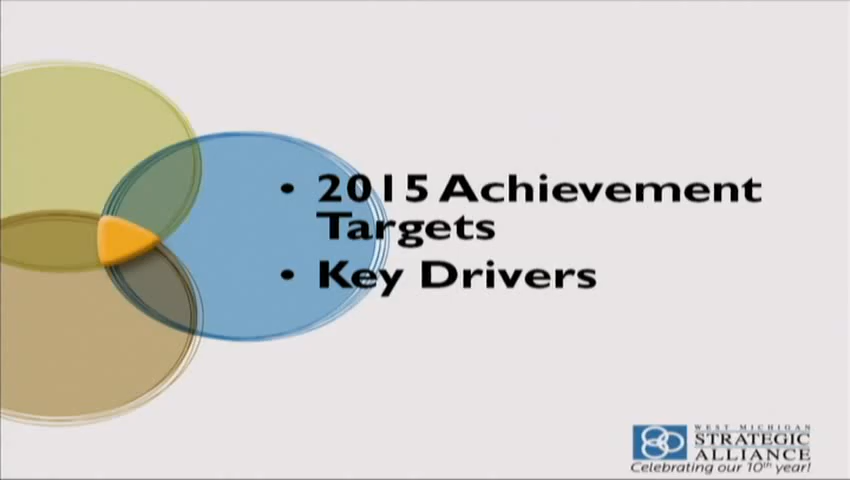 • 2015 Achievement
Targets
• Key Drivers
WEST MICHIGAN
STRATEGIC
ALLIANCE
Celebrating our 10th year!